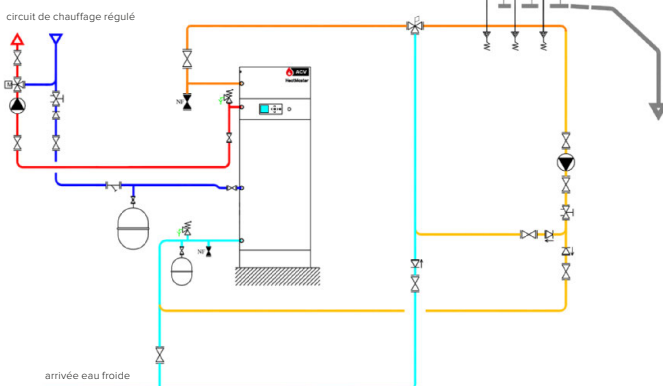 circuit de chauffage régulé
ACV
HeatMaster
M
NF
NF
arrivée eau froide